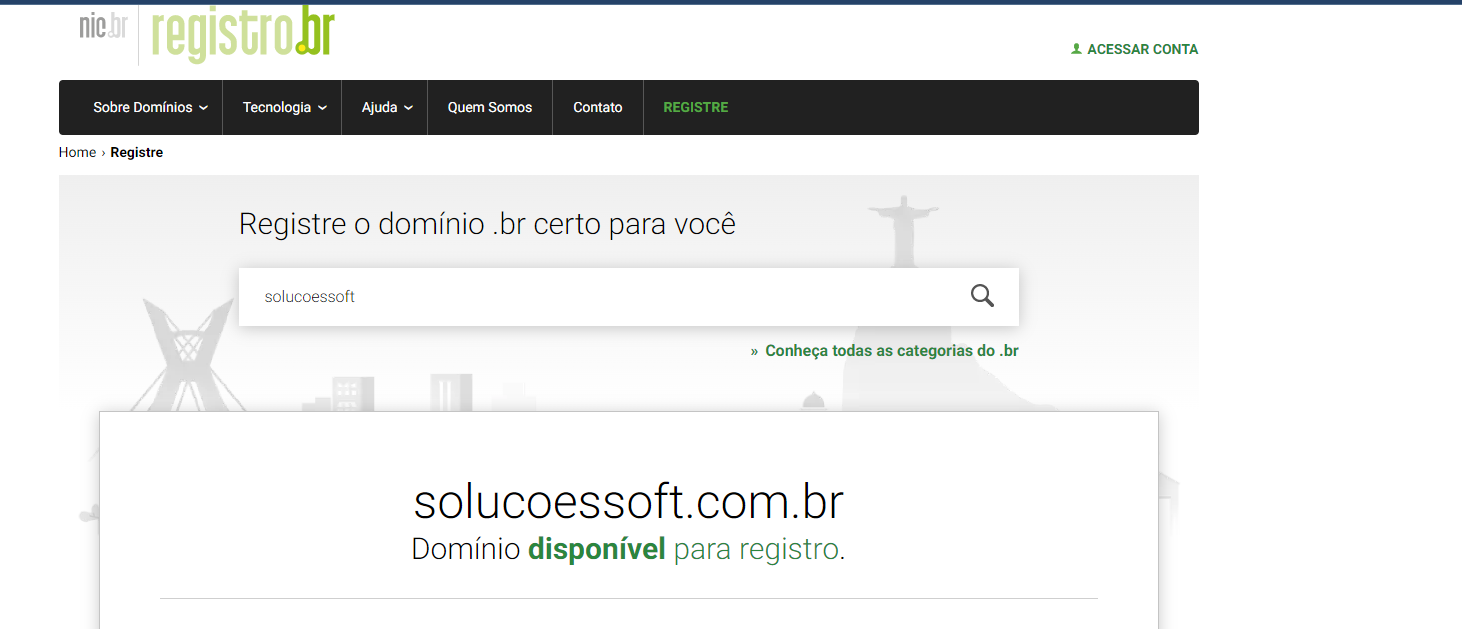 nic.br registro.br
ACESSAR CONTA
Sobre Domínios Tecnologia Ajuda Quem Somos Contato REGISTRE
Home › Registre
Registre o domínio .br certo para você
solucoessoft
» Conheça todas as categorias do .br
solucoessoft.com.br
Domínio disponível para registro.